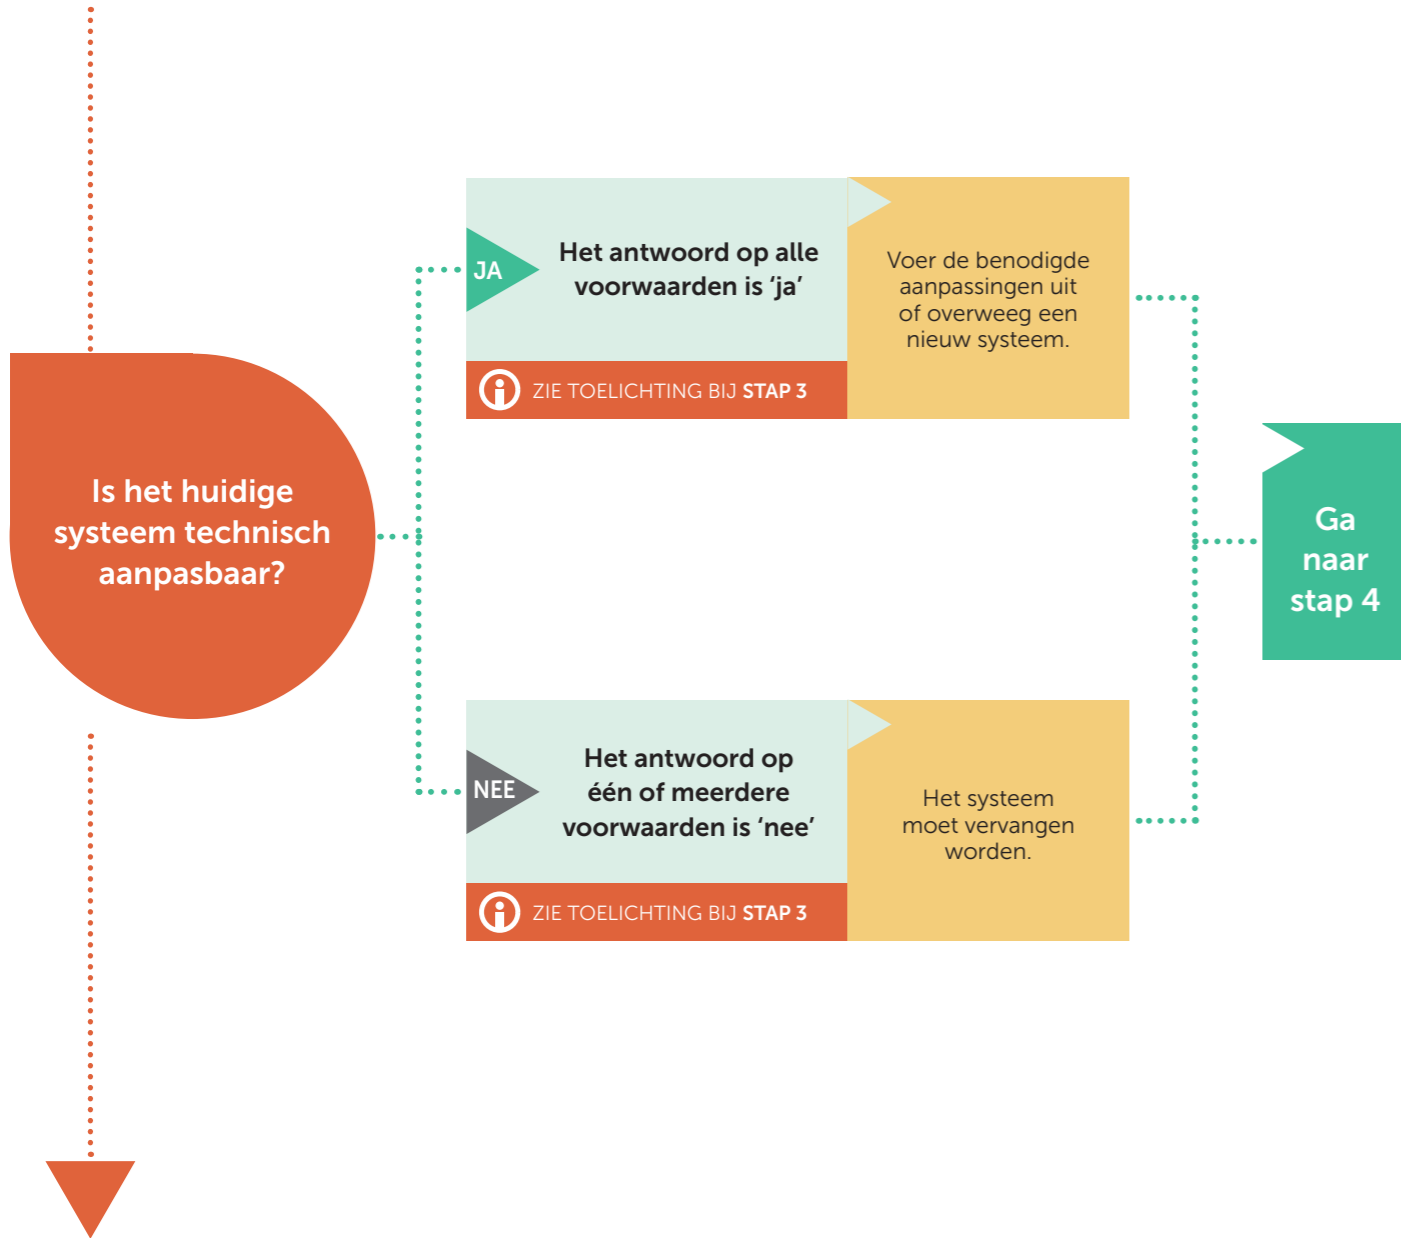 Is het huidige
systeem technisch
aanpasbaar?
JA
Het antwoord op alle
voorwaarden is ‘ja’
ZIE TOELICHTING BIJ STAP 3
Voer de benodigde
aanpassingen uit
of overweeg een
nieuw systeem.
NEE
Het antwoord op
één of meerdere
voorwaarden is ‘nee’
ZIE TOELICHTING BIJ STAP 3
Het systeem
moet vervangen
worden.
Ga
naar
stap 4